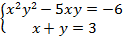 {x²y² − 5xy = −6
x + y = 3